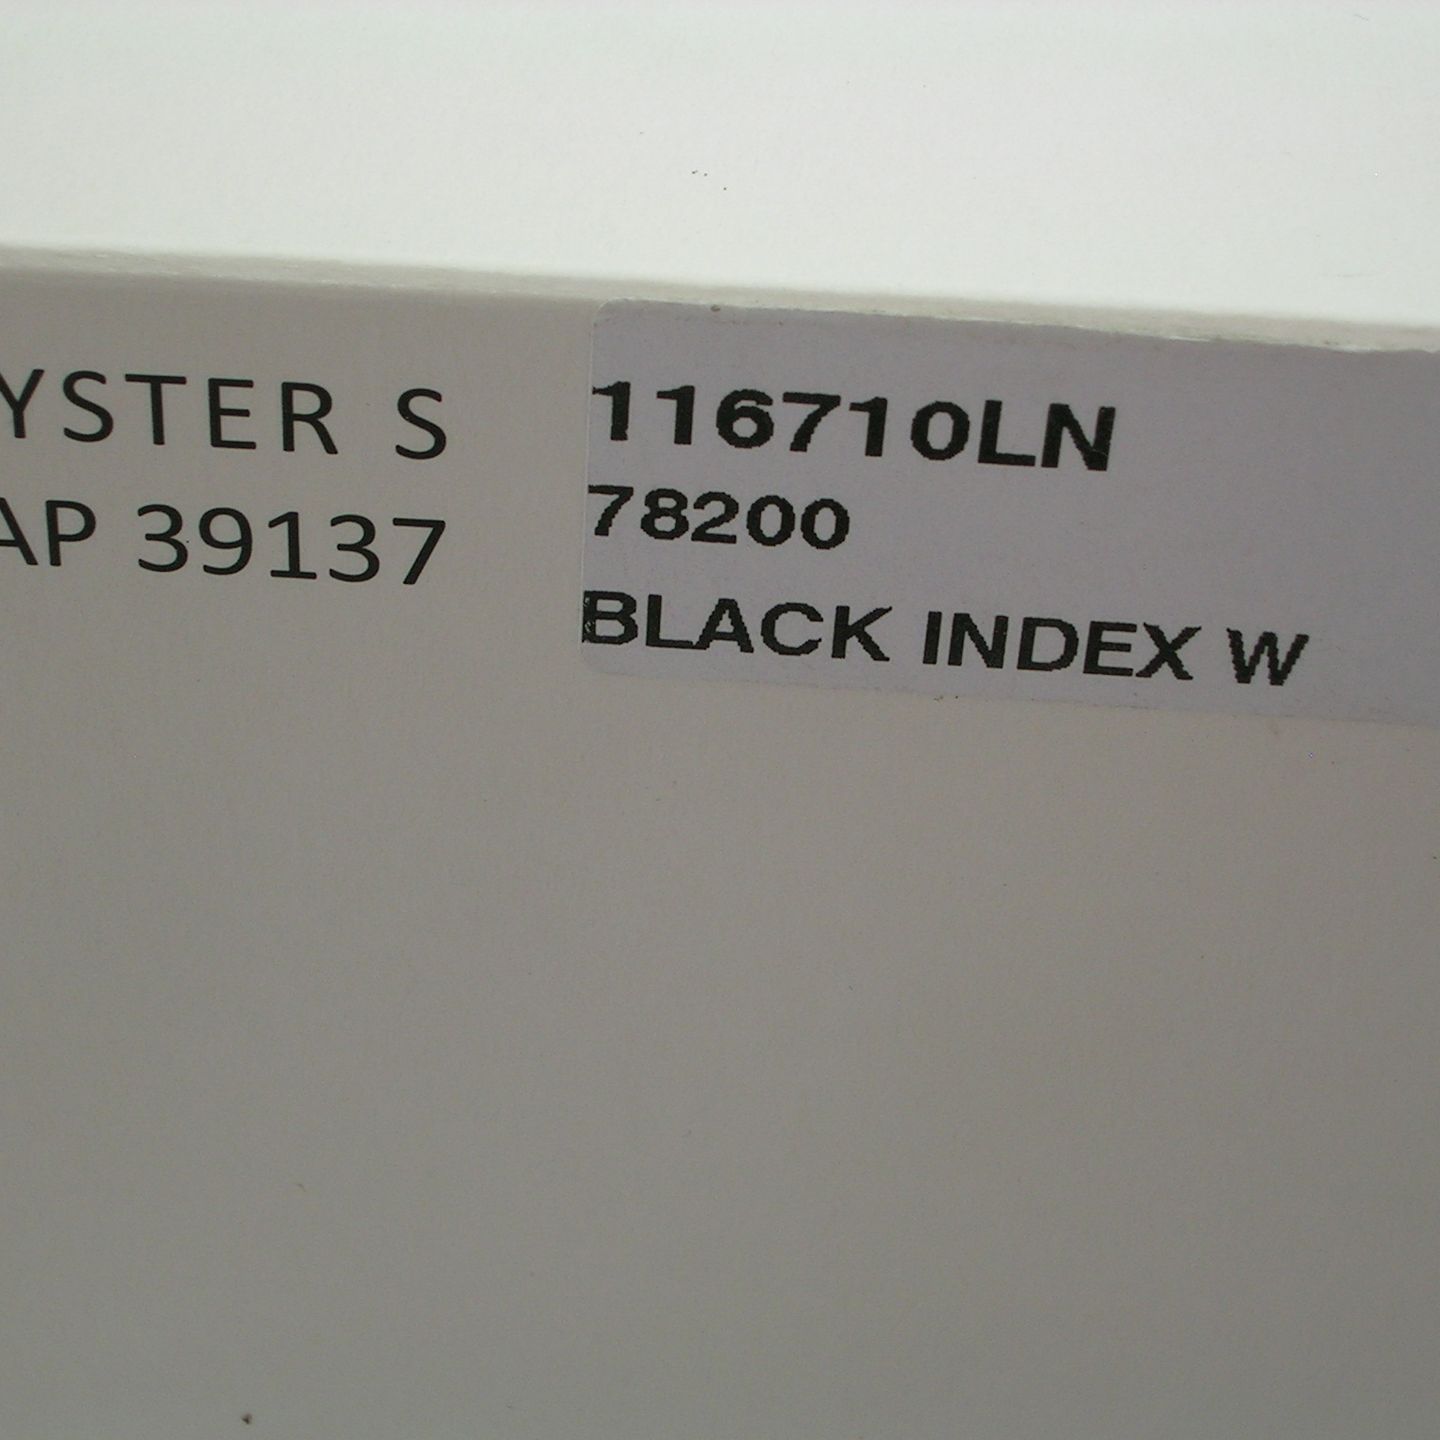 YSTER S
AP 39137
116710LN
78200
BLACK INDEX W